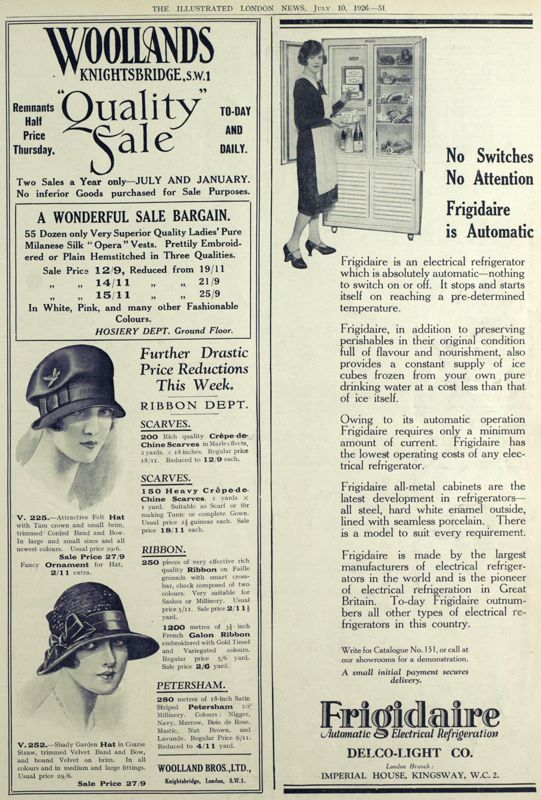 THE ILLUSTRATED LONDON NEWS, JULY 10, 1926.—51
WOOLLANDS
KNIGHTSBRIDGE, S.W.1
Remnants
Half
Price
Thursday.
"Quality"
Sale
TO-DAY
AND
DAILY.
Two Sales a Year only—JULY AND JANUARY.
No inferior Goods purchased for Sale Purposes.
A WONDERFUL SALE BARGAIN.
55 Dozen only Very Superior Quality Ladies' Pure
Milanese Silk "Opera" Vests. Prettily Embroid-
ered or Plain Hemstitched in Three Qualities.
Sale Price 12/9, Reduced from 19/11
„ „ 14/11 „ „ 21/9
„ „ 15/11 „ „ 25/9
In White, Pink, and many other Fashionable
Colours.
HOSIERY DEPT. Ground Floor.
V. 225.—Attractive Felt Hat
with Tam crown and small brim,
trimmed Corded Band and Bow.
In large and small sizes and all
newest colours. Usual price 29/6.
Sale Price 27/9
Fancy Ornament for Hat,
2/11 extra.
V. 252.—Shady Garden Hat in Coarse
Straw, trimmed Velvet Band and Bow,
and bound Velvet on Brim. In all
colours and in medium and large fittings.
Usual price 29/6.
Sale Price 27/9
Further Drastic
Price Reductions
This Week.
RIBBON DEPT.
SCARVES.
200 Rich quality Crêpe-de-
Chine Scarves in Marl effects,
2 yards. × 18 inches. Regular price
18/11. Reduced to 12/9 each.
SCARVES.
150 Heavy Crêpe-de-
Chine Scarves. 2 yards ×
1 yard. Suitable as Scarf or for
making Tunic or complete Gown.
Usual price 2½ guineas each. Sale
price 18/11 each.
RIBBON.
250 pieces of very effective rich
quality Ribbon on Faille
grounds with smart cross-
bar, check composed of two
colours. Very suitable for
Sashes or Millinery. Usual
price 5/11. Sale price 2/11½
yard.
1200 metres of 3½ inch
French Galon Ribbon
embroidered with Gold Tinsel
and Variegated colours.
Regular price 5/6 yard.
Sale price 2/6 yard.
PETERSHAM.
280 metres of 18-inch Satin
Striped Petersham for
Millinery. Colours: Nigger,
Navy, Marrow, Bois de Rose,
Mastic, Nut Brown, and
Lavande. Regular Price 6/11.
Reduced to 4/11 yard.
WOOLLAND BROS., LTD.,
Knightsbridge, London, S.W.1.
No Switches
No Attention
Frigidaire
is Automatic
Frigidaire is an electrical refrigerator
which is absolutely automatic—nothing
to switch on or off. It stops and starts
itself on reaching a pre-determined
temperature.
Frigidaire, in addition to preserving
perishables in their original condition
full of flavour and nourishment, also
provides a constant supply of ice
cubes frozen from your own pure
drinking water at a cost less than that
of ice itself.
Owing to its automatic operation
Frigidaire requires only a minimum
amount of current. Frigidaire has
the lowest operating costs of any elec-
trical refrigerator.
Frigidaire all-metal cabinets are the
latest development in refrigerators—
all steel, hard white enamel outside,
lined with seamless porcelain. There
is a model to suit every requirement.
Frigidaire is made by the largest
manufacturers of electrical refriger-
ators in the world and is the pioneer
of electrical refrigeration in Great
Britain. To-day Frigidaire outnum-
bers all other types of electrical re-
frigerators in this country.
Write for Catalogue No. 151, or call at
our showrooms for a demonstration.
A small initial payment secures
delivery.
Frigidaire
Automatic Electrical Refrigeration
DELCO-LIGHT CO.
London Branch:
IMPERIAL HOUSE, KINGSWAY, W.C. 2.